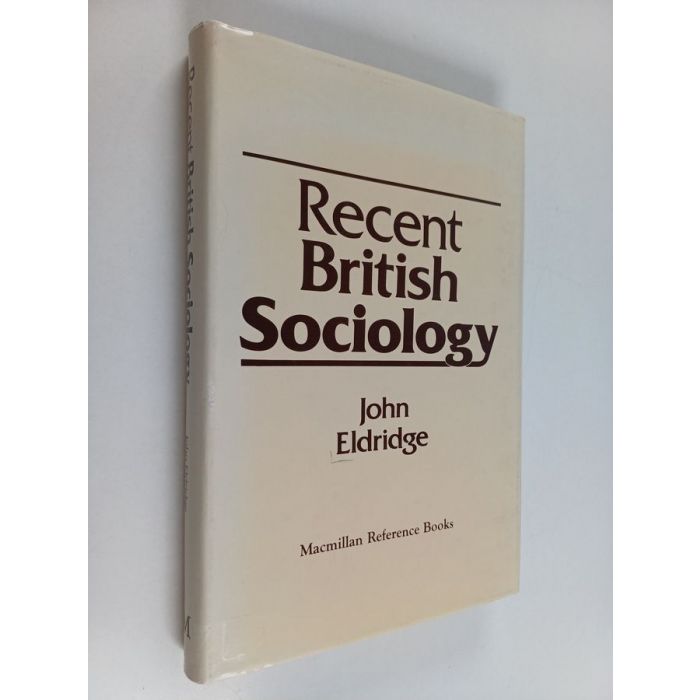 Recent
British
Sociology
John
Eldridge
Macmillan Reference Books
Recent British Sociology
M